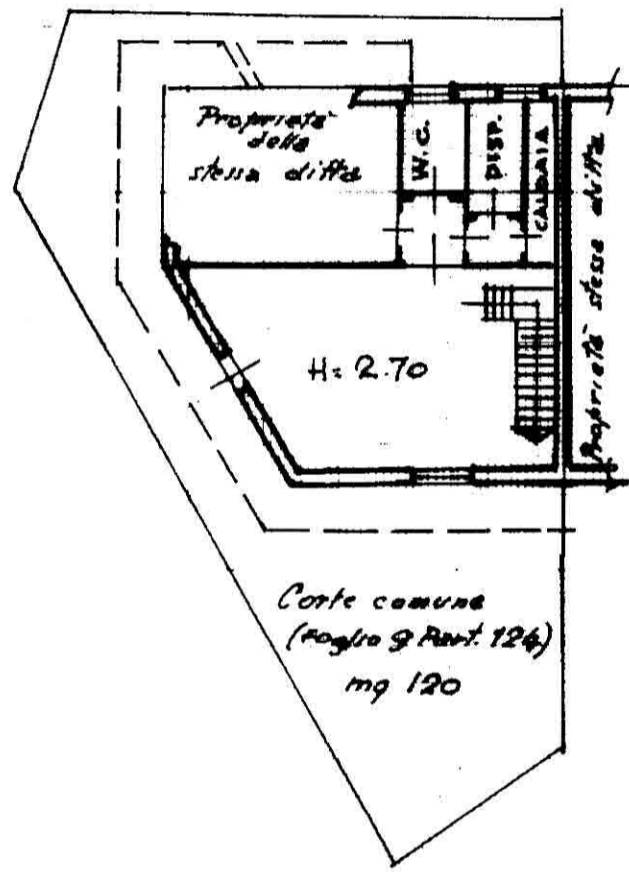 Proprietà
della
stessa ditta
W.C.
DISP.
CALDAIA
Proprietà stessa ditta
H= 2.70
Corte comune
(Foglio 9 Part. 124)
mq 120